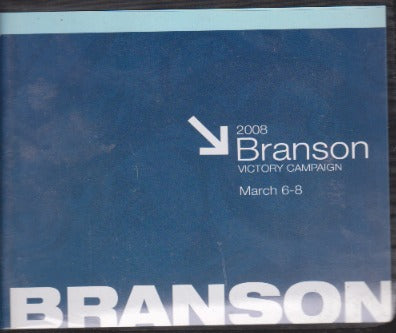 2008
Branson
VICTORY CAMPAIGN
March 6-8
BRANSON